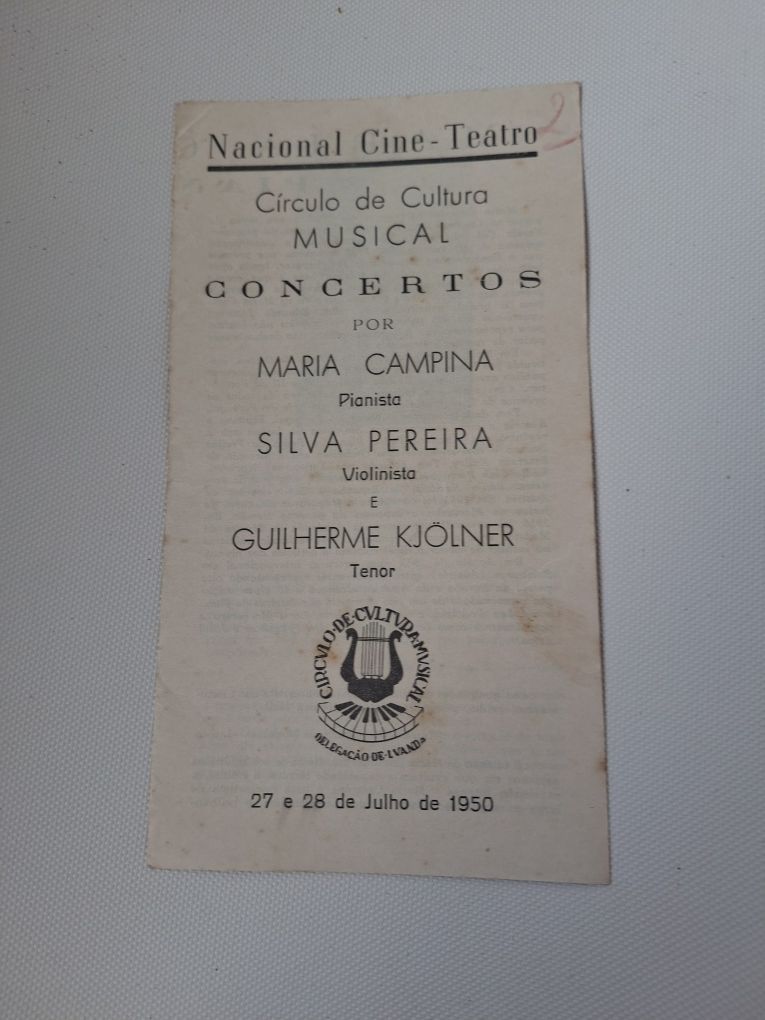 2
Nacional Cine-Teatro
Círculo de Cultura
MUSICAL
CONCERTOS
POR
MARIA CAMPINA
Pianista
SILVA PEREIRA
Violinista
E
GUILHERME KJÖLNER
Tenor
CIRCVLO·DE·CVLTVRA·MVSICAL
DELEGAÇÃO·DE·LVANDA
27 e 28 de Julho de 1950